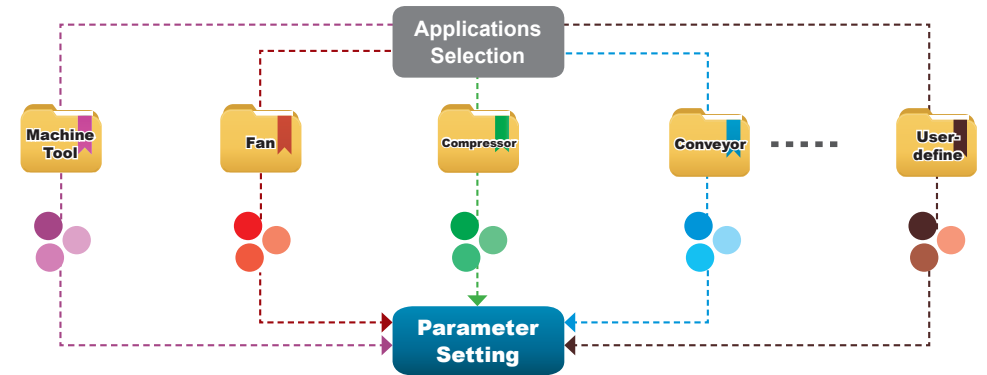 Applications
Selection
Machine
Tool
Fan
Compressor
Conveyor
User-
define
Parameter
Setting